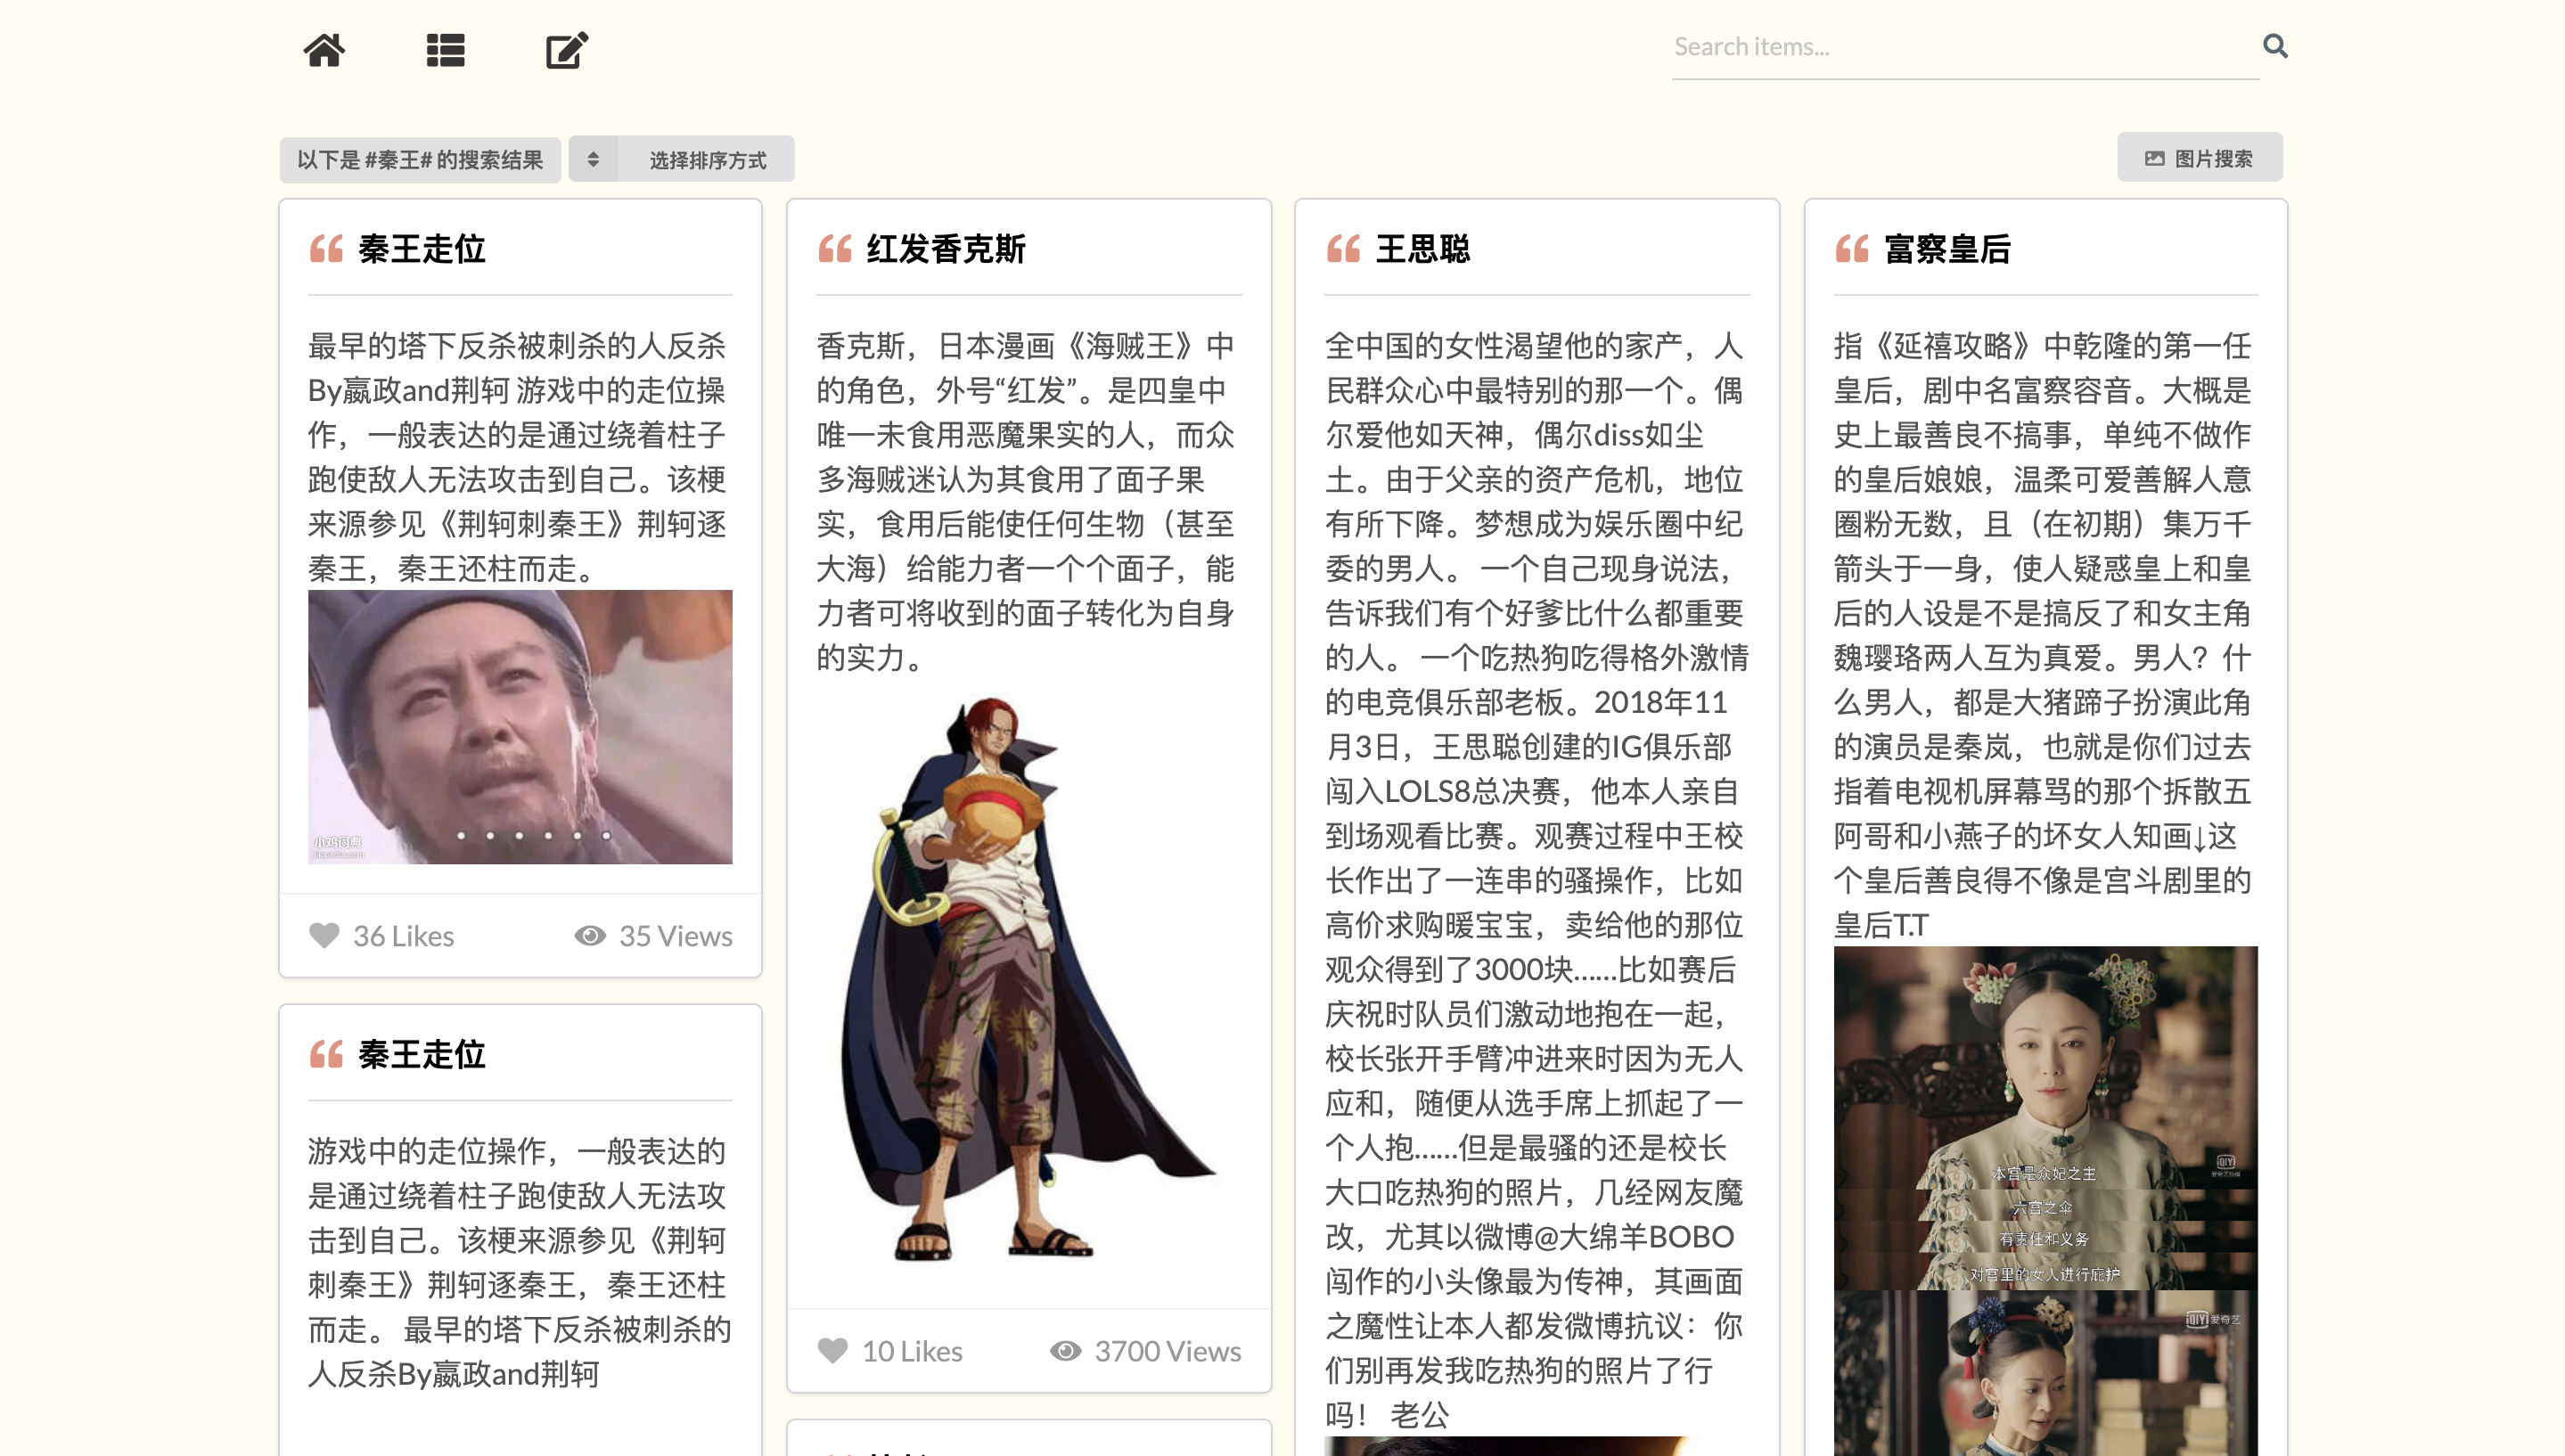 Search items...
以下是 #秦王# 的搜索结果
选择排序方式
图片搜索
秦王走位
最早的塔下反杀被刺杀的人反杀
By嬴政and荆轲 游戏中的走位操
作，一般表达的是通过绕着柱子
跑使敌人无法攻击到自己。该梗
来源参见《荆轲刺秦王》荆轲逐
秦王，秦王还柱而走。
小鸡词典
jikipedia.com
36 Likes
35 Views
秦王走位
游戏中的走位操作，一般表达的
是通过绕着柱子跑使敌人无法攻
击到自己。该梗来源参见《荆轲
刺秦王》荆轲逐秦王，秦王还柱
而走。 最早的塔下反杀被刺杀的
人反杀By嬴政and荆轲
红发香克斯
香克斯，日本漫画《海贼王》中
的角色，外号“红发”。是四皇中
唯一未食用恶魔果实的人，而众
多海贼迷认为其食用了面子果
实，食用后能使任何生物（甚至
大海）给能力者一个个面子，能
力者可将收到的面子转化为自身
的实力。
10 Likes
3700 Views
王思聪
全中国的女性渴望他的家产，人
民群众心中最特别的那一个。偶
尔爱他如天神，偶尔diss如尘
土。由于父亲的资产危机，地位
有所下降。梦想成为娱乐圈中纪
委的男人。 一个自己现身说法，
告诉我们有个好爹比什么都重要
的人。 一个吃热狗吃得格外激情
的电竞俱乐部老板。2018年11
月3日，王思聪创建的IG俱乐部
闯入LOLS8总决赛，他本人亲自
到场观看比赛。观赛过程中王校
长作出了一连串的骚操作，比如
高价求购暖宝宝，卖给他的那位
观众得到了3000块……比如赛后
庆祝时队员们激动地抱在一起，
校长张开手臂冲进来时因为无人
应和，随便从选手席上抓起了一
个人抱……但是最骚的还是校长
大口吃热狗的照片，几经网友魔
改，尤其以微博@大绵羊BOBO
闯作的小头像最为传神，其画面
之魔性让本人都发微博抗议：你
们别再发我吃热狗的照片了行
吗！ 老公
富察皇后
指《延禧攻略》中乾隆的第一任
皇后，剧中名富察容音。大概是
史上最善良不搞事，单纯不做作
的皇后娘娘，温柔可爱善解人意
圈粉无数，且（在初期）集万千
箭头于一身，使人疑惑皇上和皇
后的人设是不是搞反了和女主角
魏璎珞两人互为真爱。男人？什
么男人，都是大猪蹄子扮演此角
的演员是秦岚，也就是你们过去
指着电视机屏幕骂的那个拆散五
阿哥和小燕子的坏女人知画↓这
个皇后善良得不像是宫斗剧里的
皇后T.T
QIY
爱奇艺独播
本宫是众妃之主
六宫之伞
有责任和义务
对宫里的女人进行庇护
QIY 爱奇艺